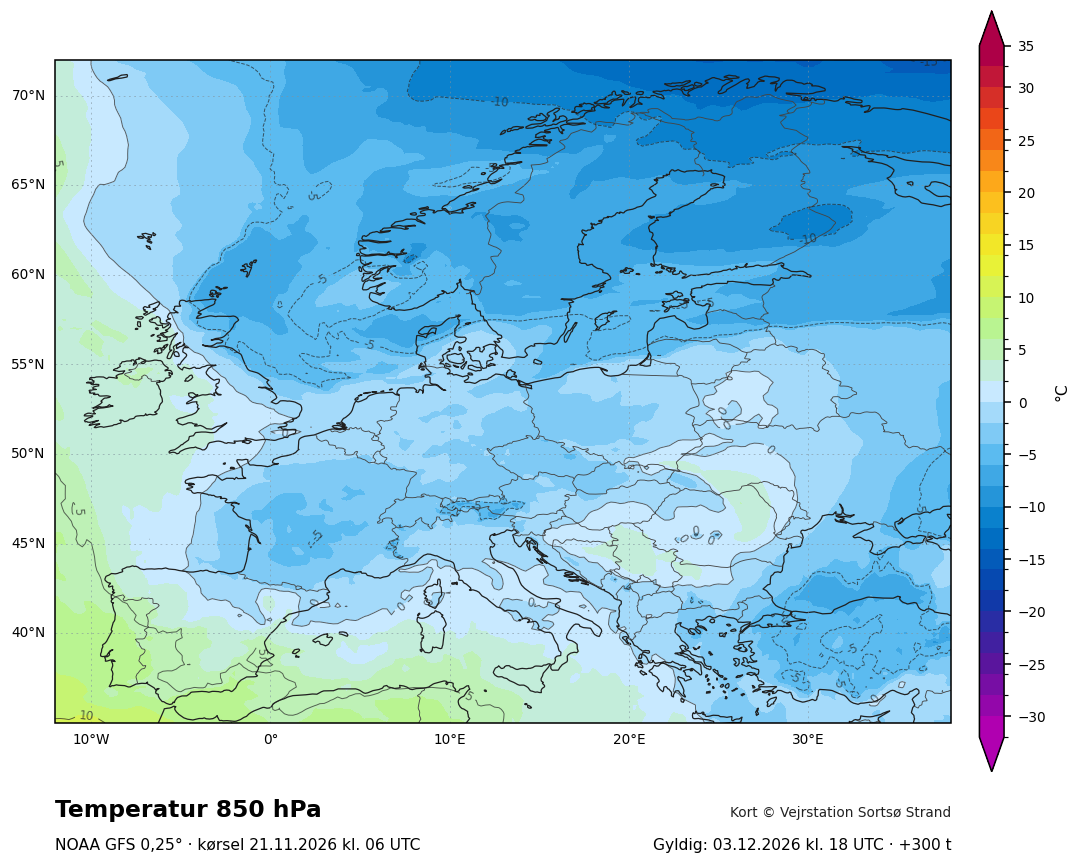 35
30
25
20
15
10
5
0
−5
−10
−15
−20
−25
−30
°C
70°N
65°N
60°N
55°N
50°N
45°N
40°N
10°W
0°
10°E
20°E
30°E
Temperatur 850 hPa
Kort © Vejrstation Sortsø Strand
NOAA GFS 0,25° · kørsel 21.11.2026 kl. 06 UTC
Gyldig: 03.12.2026 kl. 18 UTC · +300 t